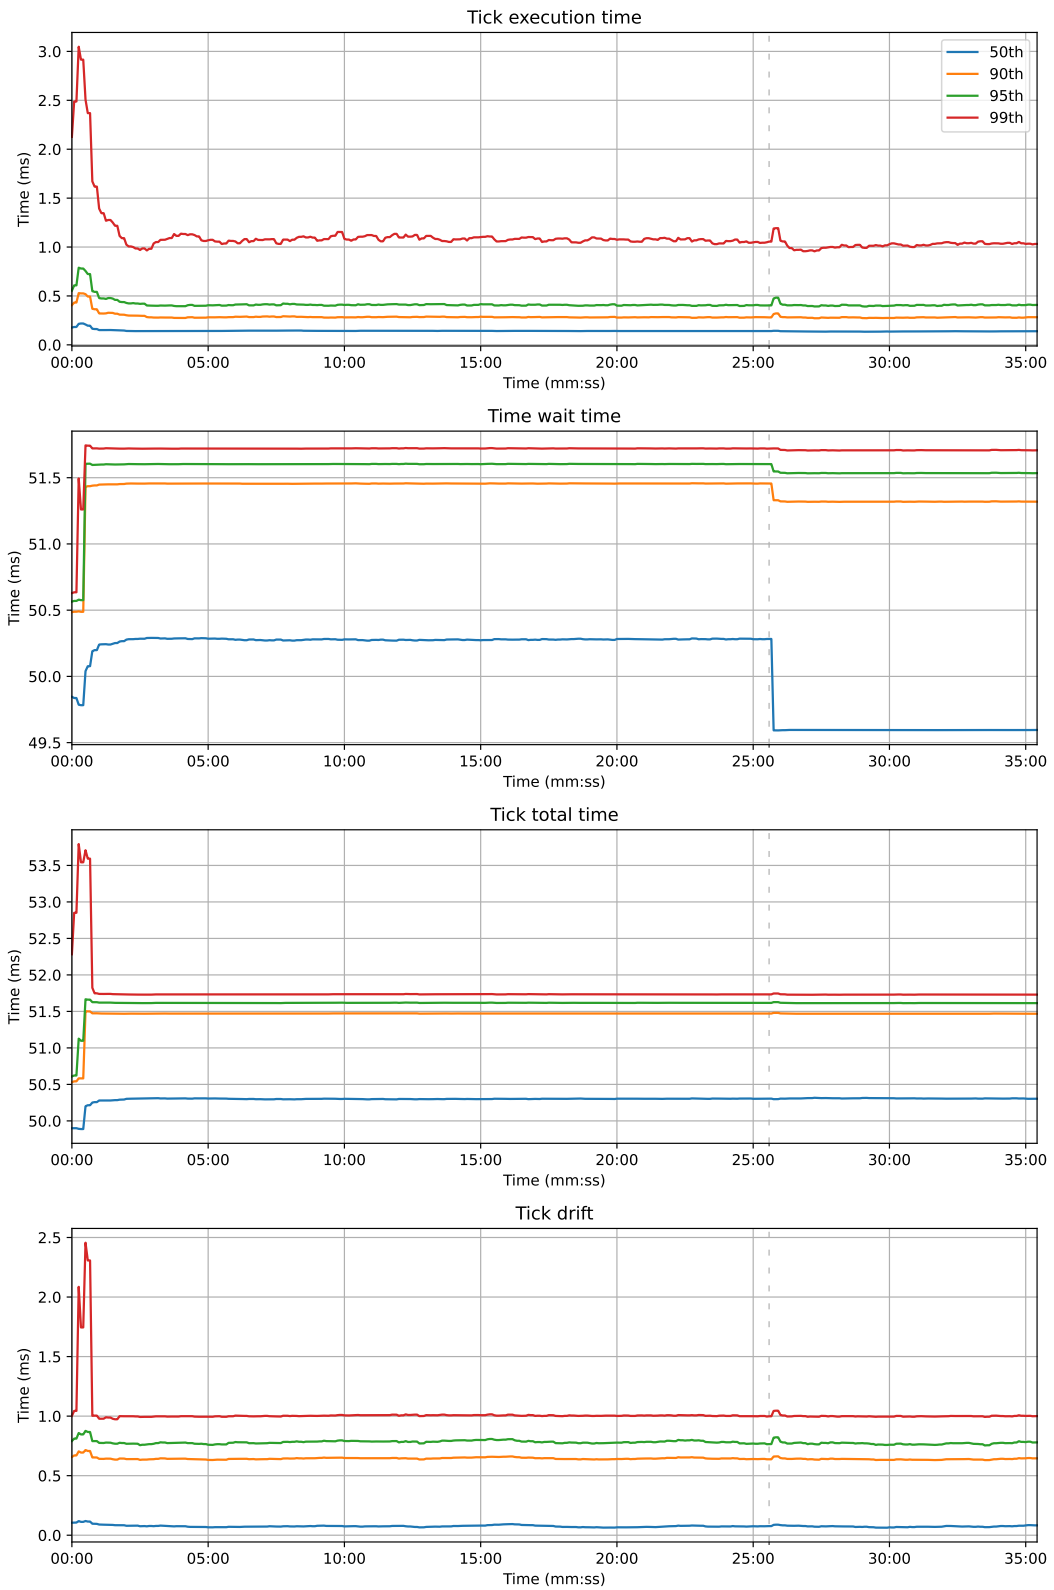 Tick execution time
3.0
2.5
2.0
1.5
1.0
0.5
0.0
Time (ms)
50th
90th
95th
99th
00:00 05:00 10:00 15:00 20:00 25:00 30:00 35:00
Time (mm:ss)
Time wait time
51.5
51.0
50.5
50.0
49.5
Time (ms)
00:00 05:00 10:00 15:00 20:00 25:00 30:00 35:00
Time (mm:ss)
Tick total time
53.5
53.0
52.5
52.0
51.5
51.0
50.5
50.0
Time (ms)
00:00 05:00 10:00 15:00 20:00 25:00 30:00 35:00
Time (mm:ss)
Tick drift
2.5
2.0
1.5
1.0
0.5
0.0
Time (ms)
00:00 05:00 10:00 15:00 20:00 25:00 30:00 35:00
Time (mm:ss)